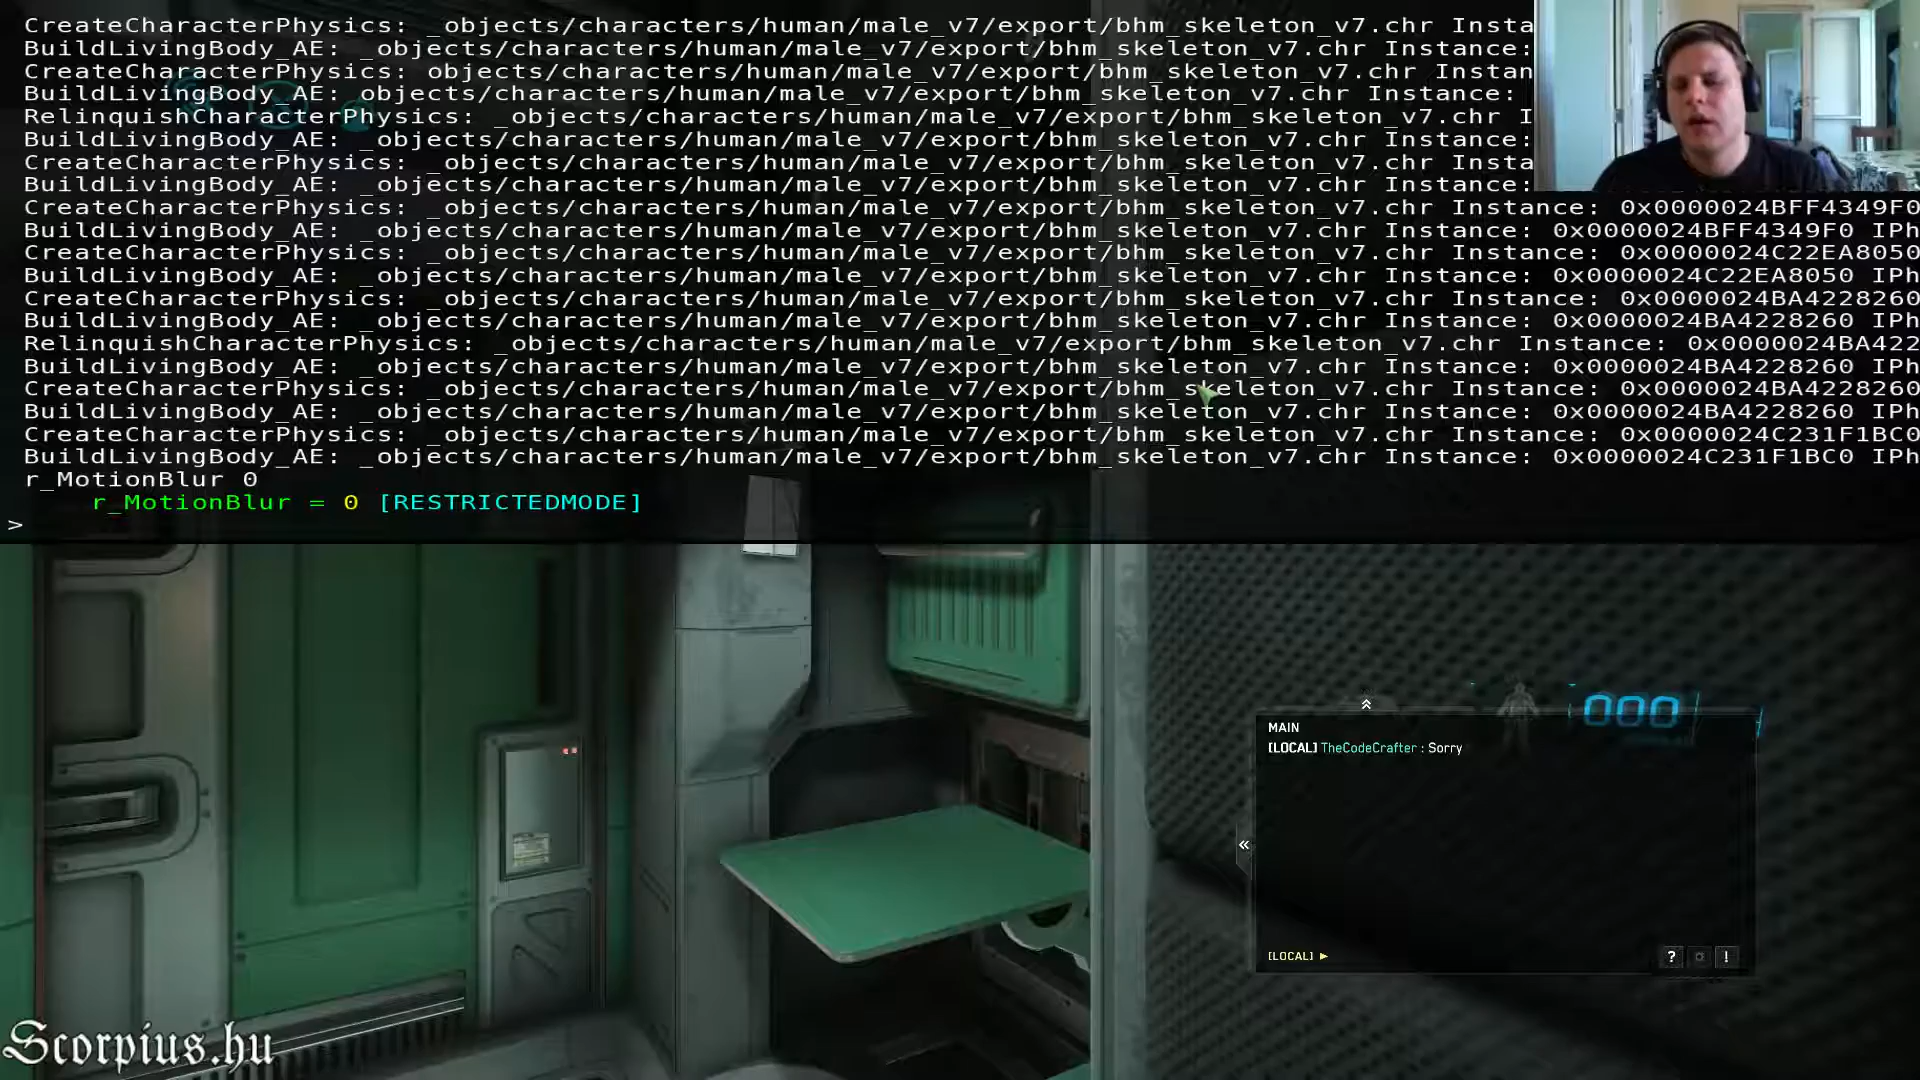 CreateCharacterPhysics: _objects/characters/human/male_v7/export/bhm_skeleton_v7.chr Insta
BuildLivingBody_AE: _objects/characters/human/male_v7/export/bhm_skeleton_v7.chr Instance:
CreateCharacterPhysics: objects/characters/human/male_v7/export/bhm_skeleton_v7.chr Instan
BuildLivingBody_AE: objects/characters/human/male_v7/export/bhm_skeleton_v7.chr Instance:
RelinquishCharacterPhysics: _objects/characters/human/male_v7/export/bhm_skeleton_v7.chr I
BuildLivingBody_AE: _objects/characters/human/male_v7/export/bhm_skeleton_v7.chr Instance:
CreateCharacterPhysics: _objects/characters/human/male_v7/export/bhm_skeleton_v7.chr Insta
BuildLivingBody_AE: _objects/characters/human/male_v7/export/bhm_skeleton_v7.chr Instance:
CreateCharacterPhysics: _objects/characters/human/male_v7/export/bhm_skeleton_v7.chr Instance: 0x0000024BFF4349F0
BuildLivingBody_AE: _objects/characters/human/male_v7/export/bhm_skeleton_v7.chr Instance: 0x0000024BFF4349F0 IPh
CreateCharacterPhysics: _objects/characters/human/male_v7/export/bhm_skeleton_v7.chr Instance: 0x0000024C22EA8050
BuildLivingBody_AE: _objects/characters/human/male_v7/export/bhm_skeleton_v7.chr Instance: 0x0000024C22EA8050 IPh
CreateCharacterPhysics: _objects/characters/human/male_v7/export/bhm_skeleton_v7.chr Instance: 0x0000024BA4228260
BuildLivingBody_AE: _objects/characters/human/male_v7/export/bhm_skeleton_v7.chr Instance: 0x0000024BA4228260 IPh
RelinquishCharacterPhysics: _objects/characters/human/male_v7/export/bhm_skeleton_v7.chr Instance: 0x0000024BA422
BuildLivingBody_AE: _objects/characters/human/male_v7/export/bhm_skeleton_v7.chr Instance: 0x0000024BA4228260 IPh
CreateCharacterPhysics: _objects/characters/human/male_v7/export/bhm_skeleton_v7.chr Instance: 0x0000024BA4228260
BuildLivingBody_AE: _objects/characters/human/male_v7/export/bhm_skeleton_v7.chr Instance: 0x0000024BA4228260 IPh
CreateCharacterPhysics: _objects/characters/human/male_v7/export/bhm_skeleton_v7.chr Instance: 0x0000024C231F1BC0
BuildLivingBody_AE: _objects/characters/human/male_v7/export/bhm_skeleton_v7.chr Instance: 0x0000024C231F1BC0 IPh
r_MotionBlur 0
r_MotionBlur = 0 [RESTRICTEDMODE]
>
000
MAIN
[LOCAL] TheCodeCrafter : Sorry
[LOCAL] ►
? !
Scorpius.hu